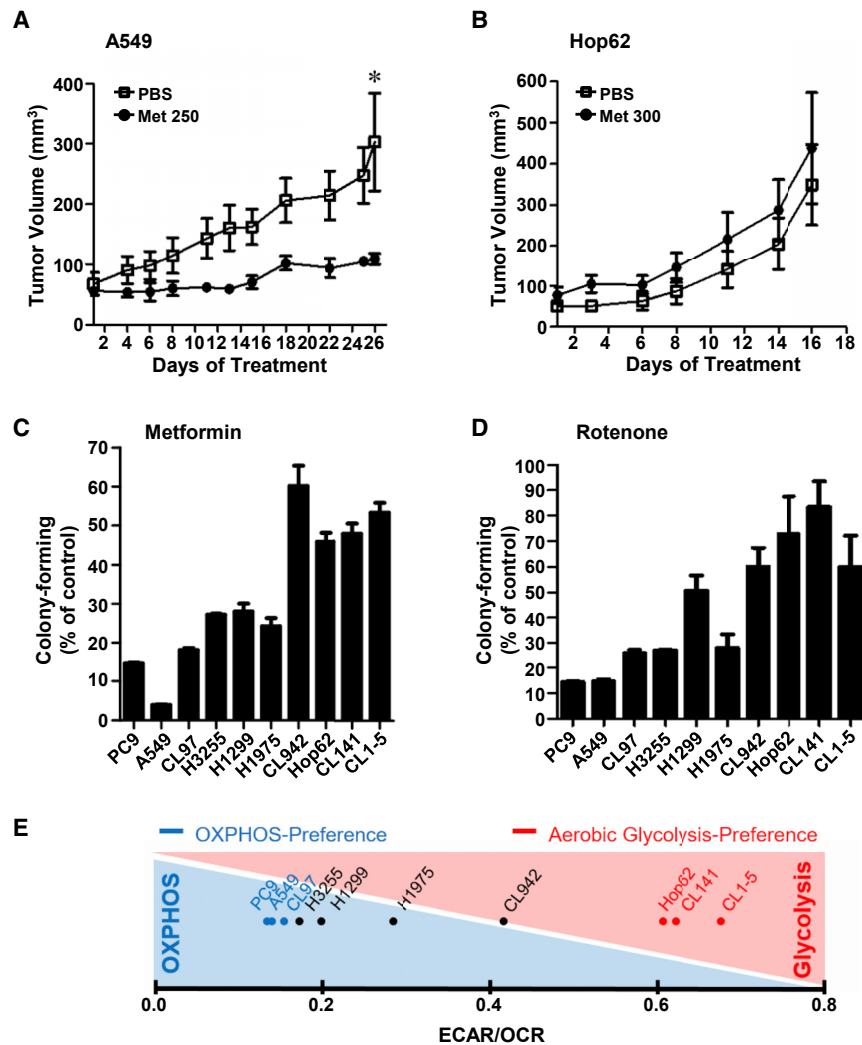 A
A549
PBS
Met 250
*
Tumor Volume (mm³)
400
300
200
100
0
2 4 6 8 10 12 14 16 18 20 22 24 26
Days of Treatment
B
Hop62
PBS
Met 300
Tumor Volume (mm³)
600
500
400
300
200
100
0
2 4 6 8 10 12 14 16 18
Days of Treatment
C
Metformin
Colony-forming
(% of control)
70
60
50
40
30
20
10
0
PC9
A549
CL97
H3255
H1299
H1975
CL942
Hop62
CL141
CL1-5
D
Rotenone
Colony-forming
(% of control)
100
90
80
70
60
50
40
30
20
10
0
PC9
A549
CL97
H3255
H1299
H1975
CL942
Hop62
CL141
CL1-5
E
OXPHOS-Preference
Aerobic Glycolysis-Preference
OXPHOS
PC9
A549
CL97
H3255
H1299
H1975
CL942
Hop62
CL141
CL1-5
Glycolysis
0.0 0.2 0.4 0.6 0.8
ECAR/OCR